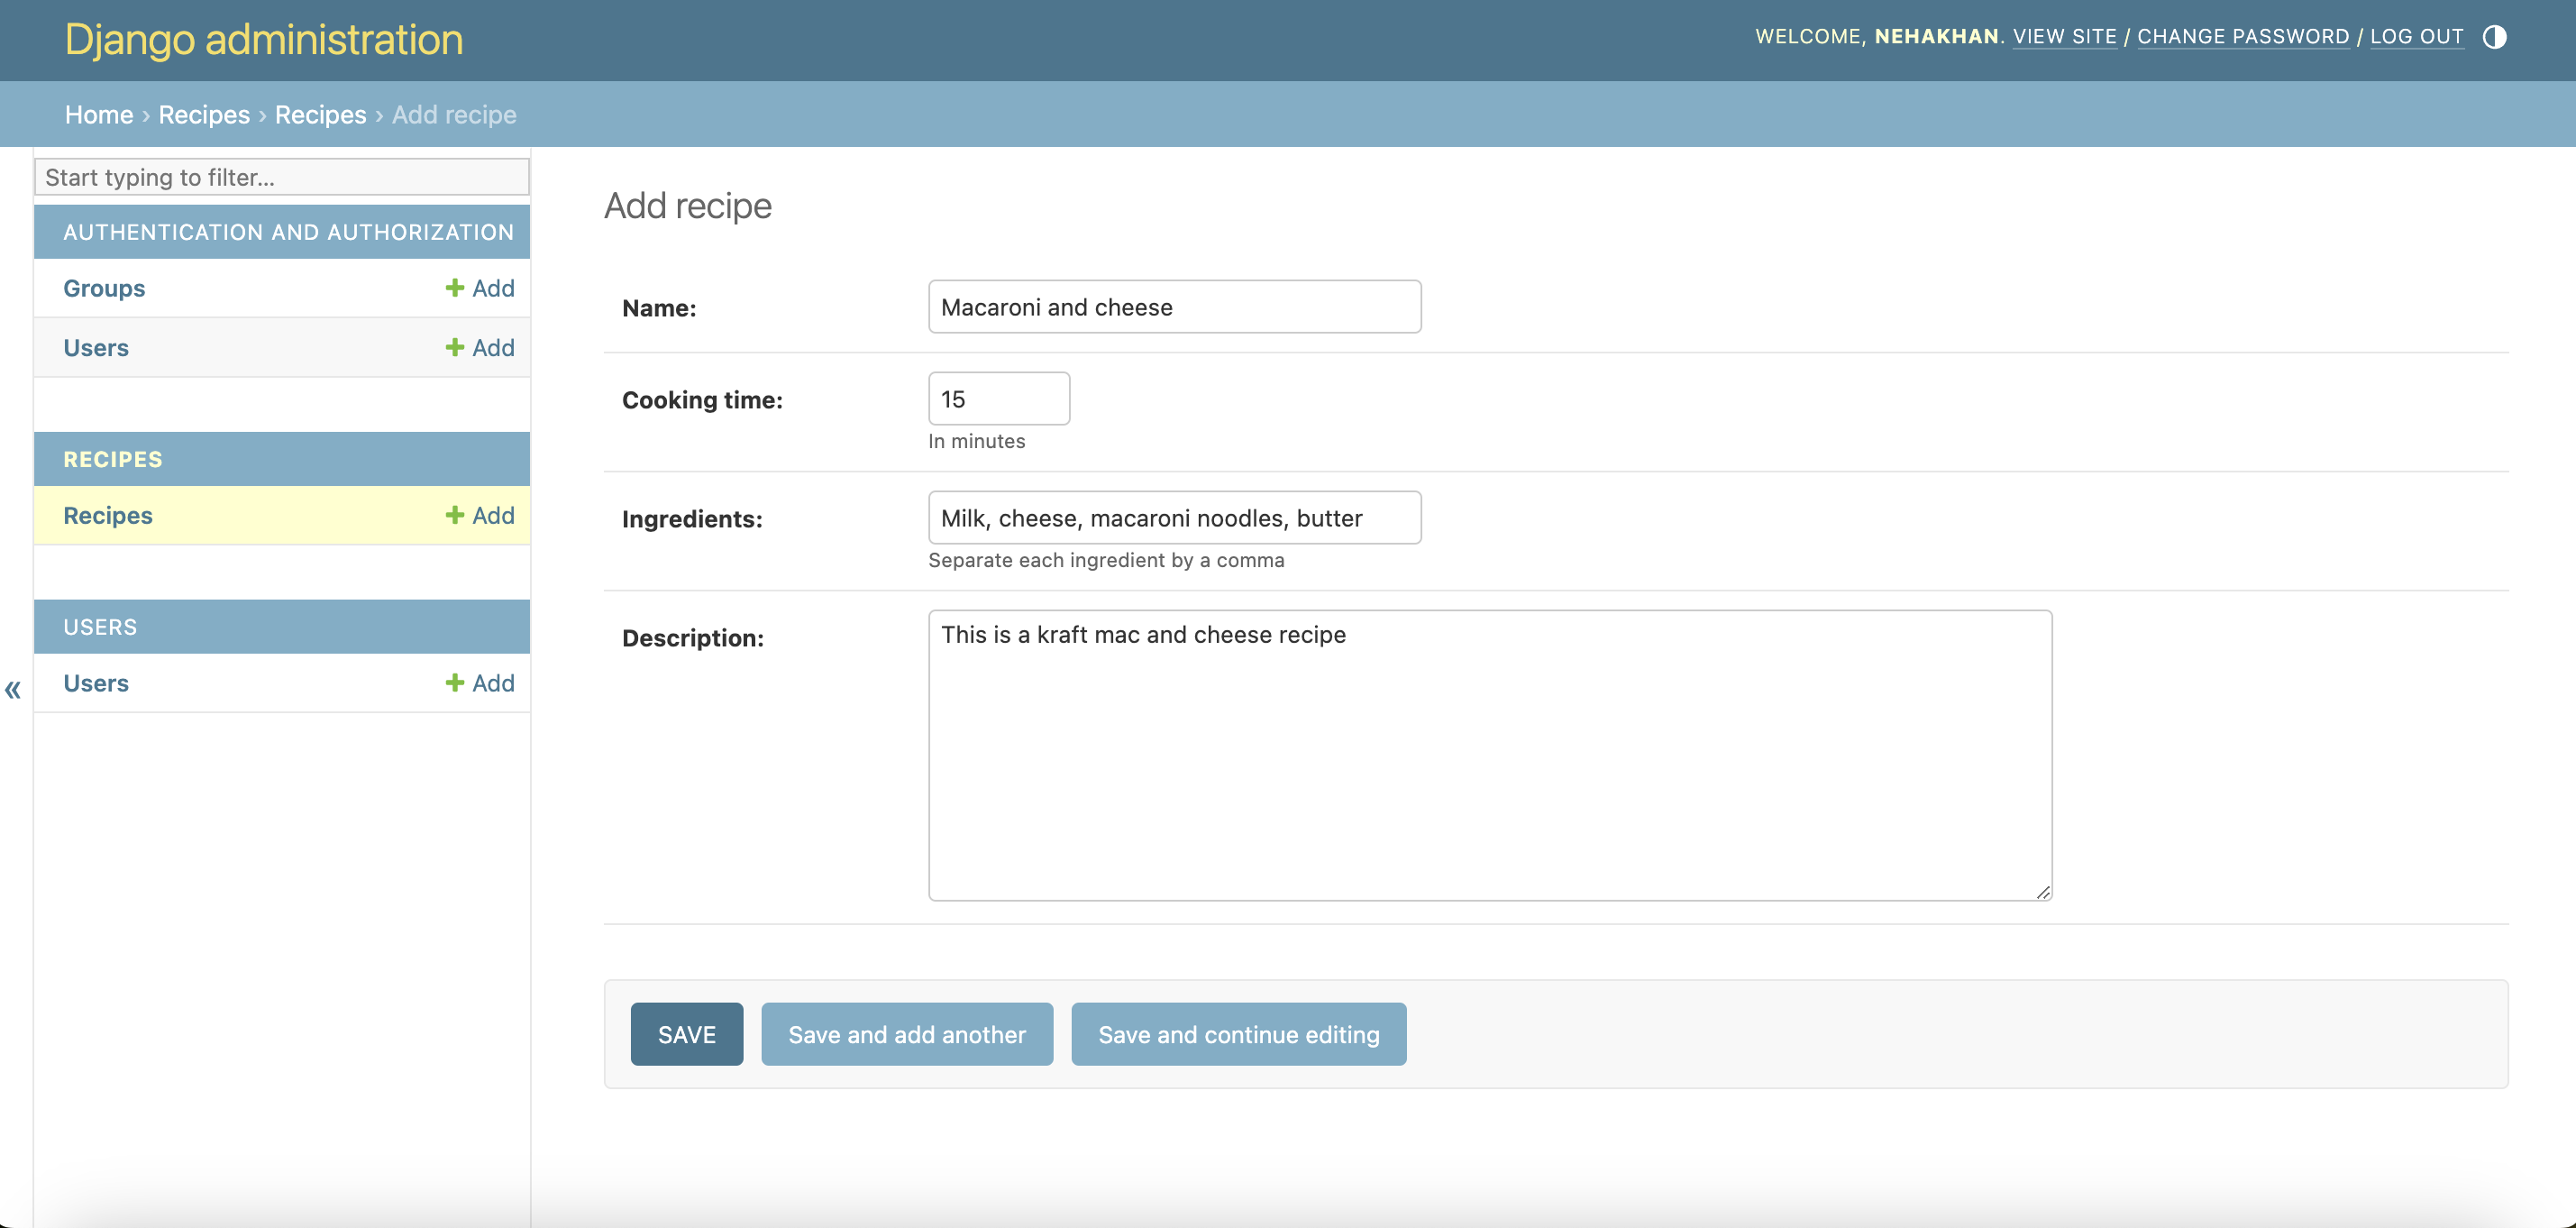 Django administration
WELCOME, NEHAKHAN. VIEW SITE / CHANGE PASSWORD / LOG OUT
Home › Recipes › Recipes › Add recipe
Start typing to filter...
AUTHENTICATION AND AUTHORIZATION
Groups + Add
Users + Add
RECIPES
Recipes + Add
USERS
Users + Add
«
Add recipe
Name: Macaroni and cheese
Cooking time: 15
In minutes
Ingredients: Milk, cheese, macaroni noodles, butter
Separate each ingredient by a comma
Description: This is a kraft mac and cheese recipe
SAVE Save and add another Save and continue editing